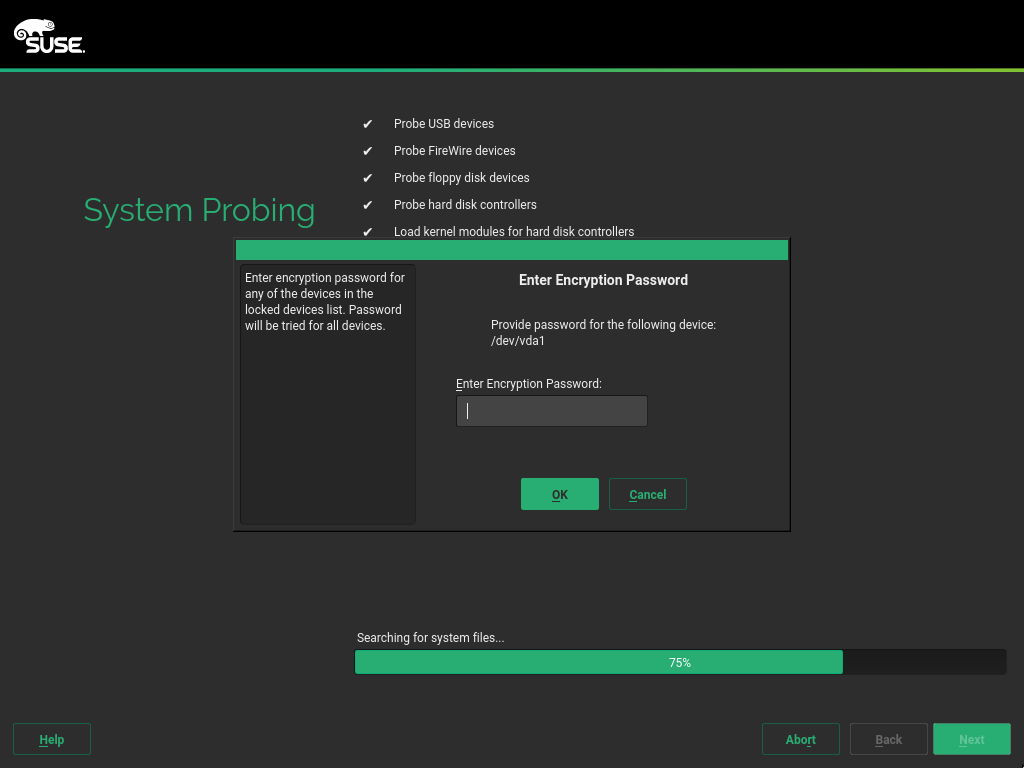 SUSE.
✔ Probe USB devices
✔ Probe FireWire devices
✔ Probe floppy disk devices
✔ Probe hard disk controllers
System Probing
✔ Load kernel modules for hard disk controllers
Enter encryption password for
any of the devices in the
locked devices list. Password
will be tried for all devices.
Enter Encryption Password
Provide password for the following device:
/dev/vda1
Enter Encryption Password:
OK
Cancel
Searching for system files...
75%
Help
Abort
Back
Next